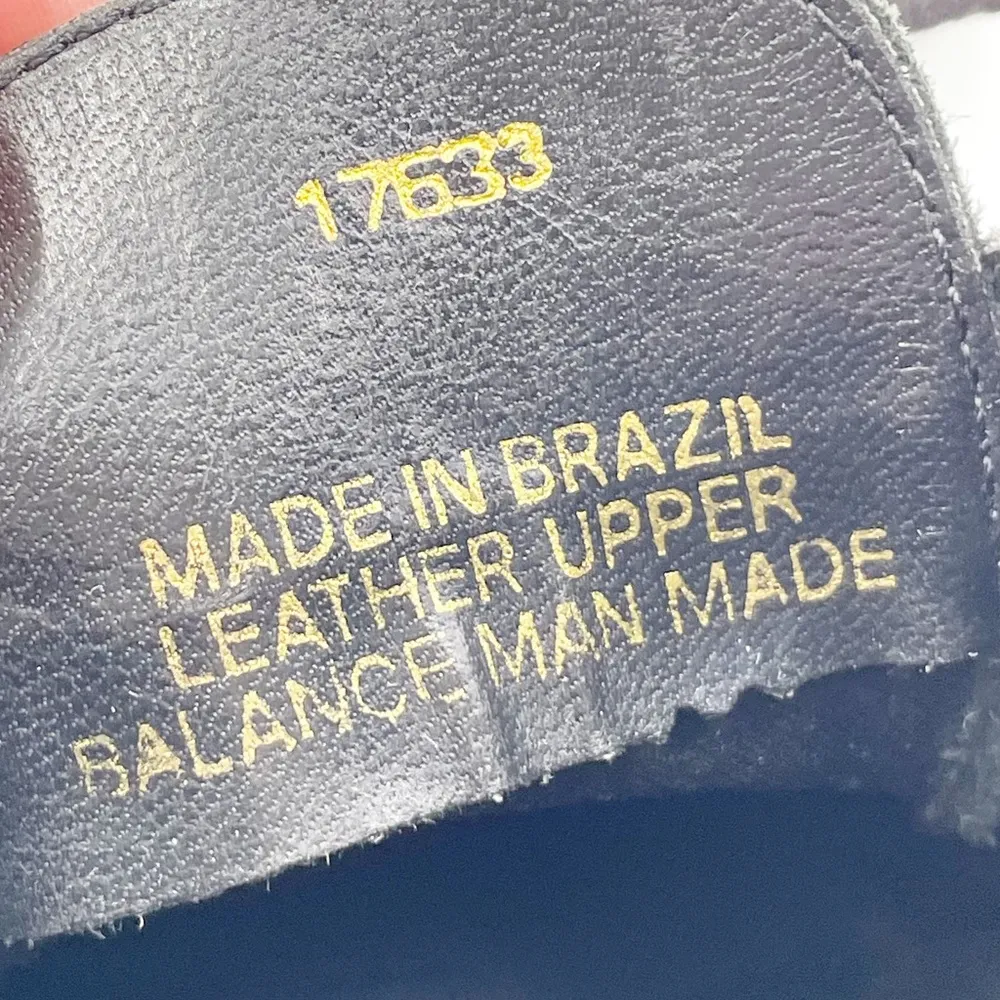 17633
MADE IN BRAZIL
LEATHER UPPER
BALANCE MAN MADE